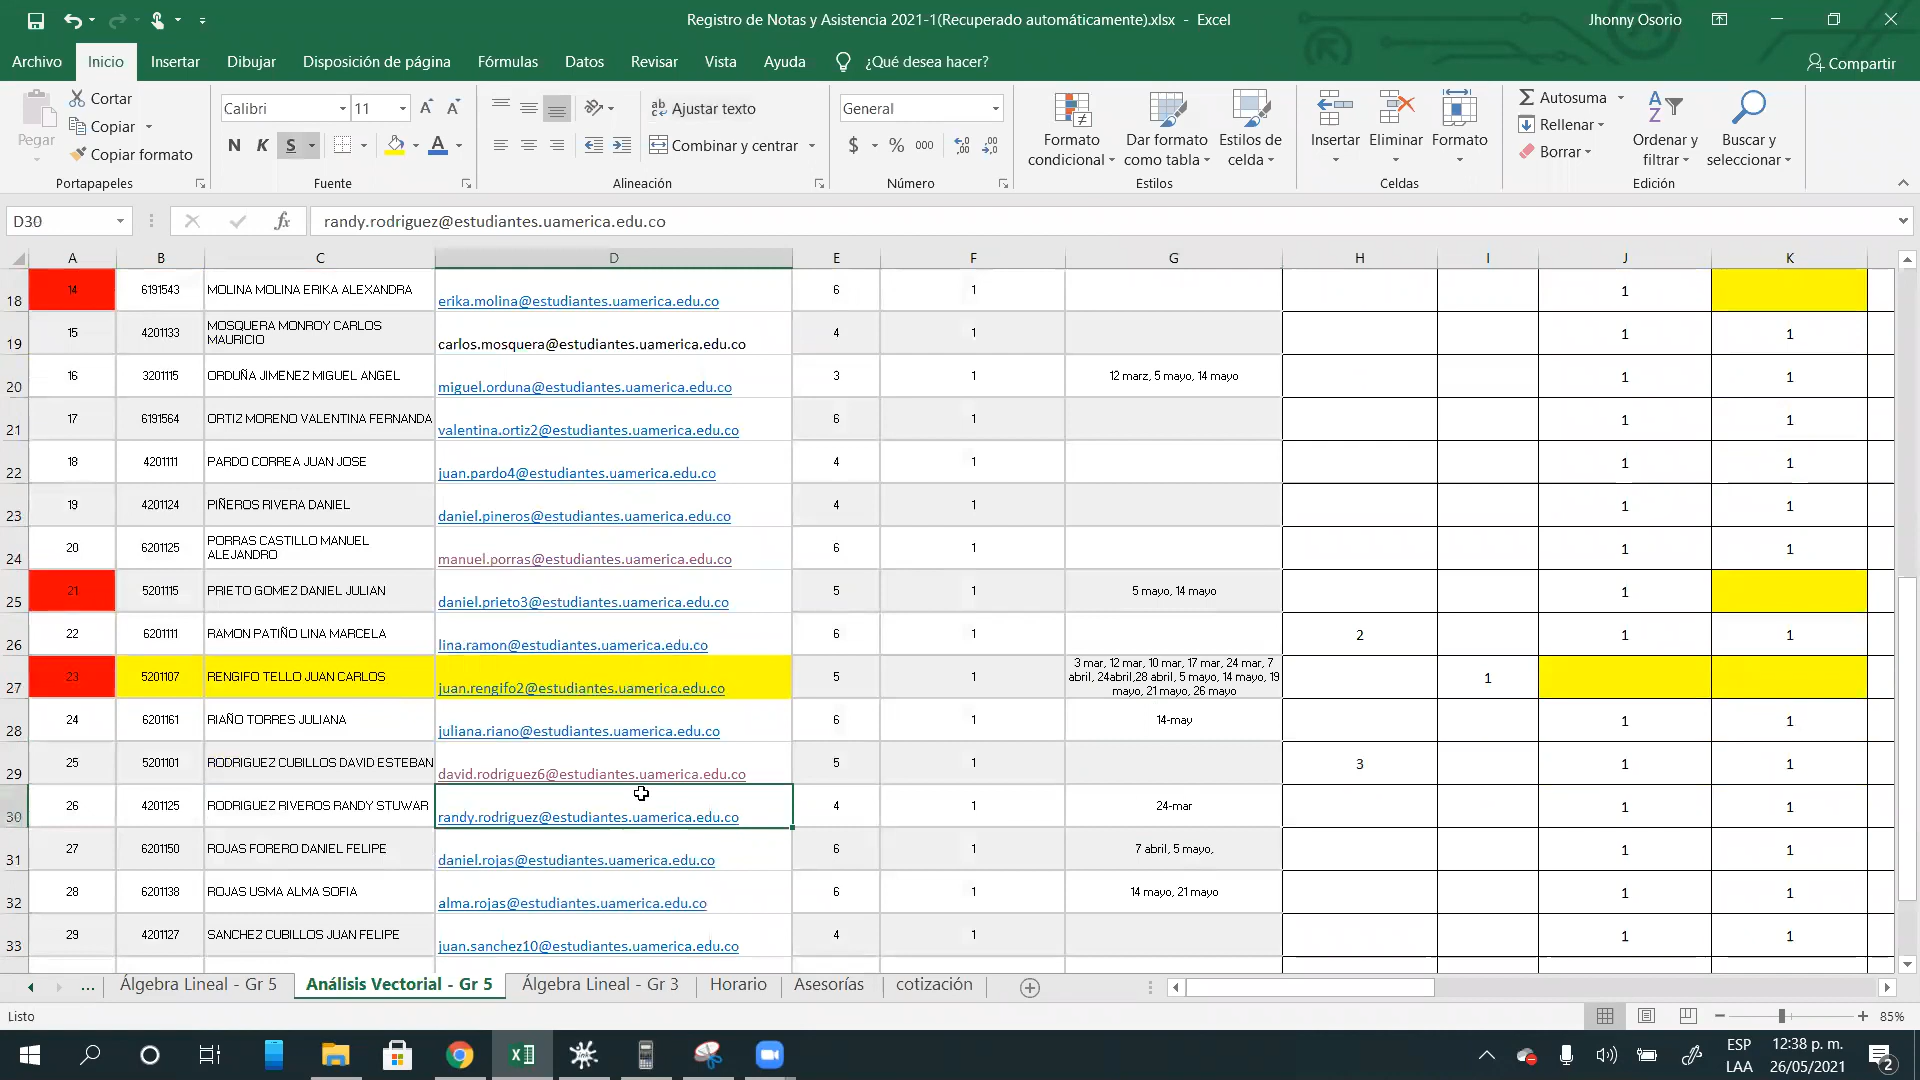 Registro de Notas y Asistencia 2021-1(Recuperado automáticamente).xlsx - Excel
Jhonny Osorio
Archivo Inicio Insertar Dibujar Disposición de página Fórmulas Datos Revisar Vista Ayuda ¿Qué desea hacer? Compartir
Pegar
Cortar
Copiar
Copiar formato
Portapapeles
Calibri 11
N K S
Fuente
Ajustar texto
Combinar y centrar
Alineación
General
$ % 000
Número
Formato condicional
Dar formato como tabla
Estilos de celda
Estilos
Insertar
Eliminar
Formato
Celdas
Autosuma
Rellenar
Borrar
Ordenar y filtrar
Buscar y seleccionar
Edición
D30 fx randy.rodriguez@estudiantes.uamerica.edu.co
A B C D E F G H I J K
18 14 6191543 MOLINA MOLINA ERIKA ALEXANDRA erika.molina@estudiantes.uamerica.edu.co 6 1 1
19 15 4201133 MOSQUERA MONROY CARLOS MAURICIO carlos.mosquera@estudiantes.uamerica.edu.co 4 1 1 1
20 16 3201115 ORDUÑA JIMENEZ MIGUEL ANGEL miguel.orduna@estudiantes.uamerica.edu.co 3 1 12 marz, 5 mayo, 14 mayo 1 1
21 17 6191564 ORTIZ MORENO VALENTINA FERNANDA valentina.ortiz2@estudiantes.uamerica.edu.co 6 1 1 1
22 18 4201111 PARDO CORREA JUAN JOSE juan.pardo4@estudiantes.uamerica.edu.co 4 1 1 1
23 19 4201124 PIÑEROS RIVERA DANIEL daniel.pineros@estudiantes.uamerica.edu.co 4 1 1 1
24 20 6201125 PORRAS CASTILLO MANUEL ALEJANDRO manuel.porras@estudiantes.uamerica.edu.co 6 1 1 1
25 21 5201115 PRIETO GOMEZ DANIEL JULIAN daniel.prieto3@estudiantes.uamerica.edu.co 5 1 5 mayo, 14 mayo 1
26 22 6201111 RAMON PATIÑO LINA MARCELA lina.ramon@estudiantes.uamerica.edu.co 6 1 2 1 1
27 23 5201107 RENGIFO TELLO JUAN CARLOS juan.rengifo2@estudiantes.uamerica.edu.co 5 1 3 mar, 12 mar, 10 mar, 17 mar, 24 mar, 7 abril, 24abril,28 abril, 5 mayo, 14 mayo, 19 mayo, 21 mayo, 26 mayo 1
28 24 6201161 RIAÑO TORRES JULIANA juliana.riano@estudiantes.uamerica.edu.co 6 1 14-may 1 1
29 25 5201101 RODRIGUEZ CUBILLOS DAVID ESTEBAN david.rodriguez6@estudiantes.uamerica.edu.co 5 1 3 1 1
30 26 4201125 RODRIGUEZ RIVEROS RANDY STUWAR randy.rodriguez@estudiantes.uamerica.edu.co 4 1 24-mar 1 1
31 27 6201150 ROJAS FORERO DANIEL FELIPE daniel.rojas@estudiantes.uamerica.edu.co 6 1 7 abril, 5 mayo, 1 1
32 28 6201138 ROJAS USMA ALMA SOFIA alma.rojas@estudiantes.uamerica.edu.co 6 1 14 mayo, 21 mayo 1 1
33 29 4201127 SANCHEZ CUBILLOS JUAN FELIPE juan.sanchez10@estudiantes.uamerica.edu.co 4 1 1 1
... Álgebra Lineal - Gr 5 Análisis Vectorial - Gr 5 Álgebra Lineal - Gr 3 Horario Asesorías cotización
Listo 85%
ESP 12:38 p. m.
LAA 26/05/2021 2